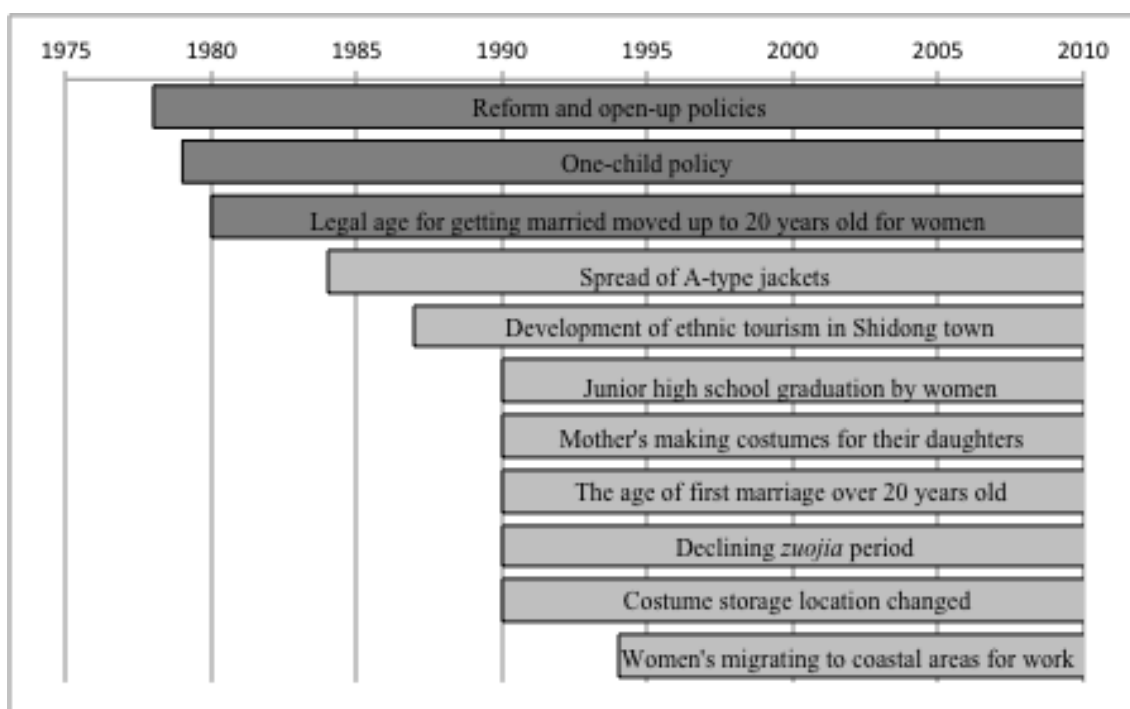 1975 1980 1985 1990 1995 2000 2005 2010
Reform and open-up policies
One-child policy
Legal age for getting married moved up to 20 years old for women
Spread of A-type jackets
Development of ethnic tourism in Shidong town
Junior high school graduation by women
Mother's making costumes for their daughters
The age of first marriage over 20 years old
Declining zuojia period
Costume storage location changed
Women's migrating to coastal areas for work